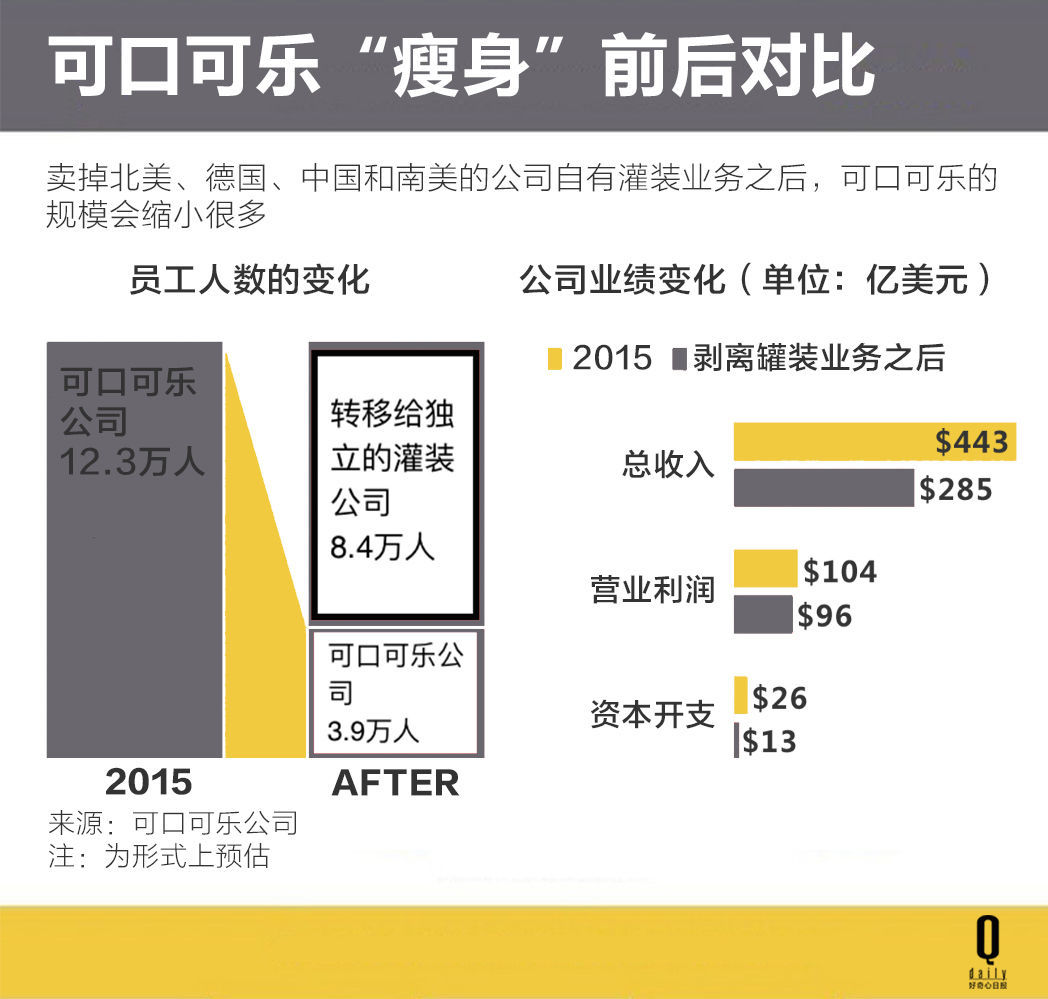 可口可乐“瘦身”前后对比
卖掉北美、德国、中国和南美的公司自有灌装业务之后，可口可乐的
规模会缩小很多
员工人数的变化
可口可乐
公司
12.3万人
转移给独
立的灌装
公司
8.4万人
可口可乐公
司
3.9万人
2015
AFTER
公司业绩变化（单位：亿美元）
2015
剥离罐装业务之后
总收入
$443
$285
营业利润
$104
$96
资本开支
$26
$13
来源：可口可乐公司
注：为形式上预估
Q
daily
好奇心日报